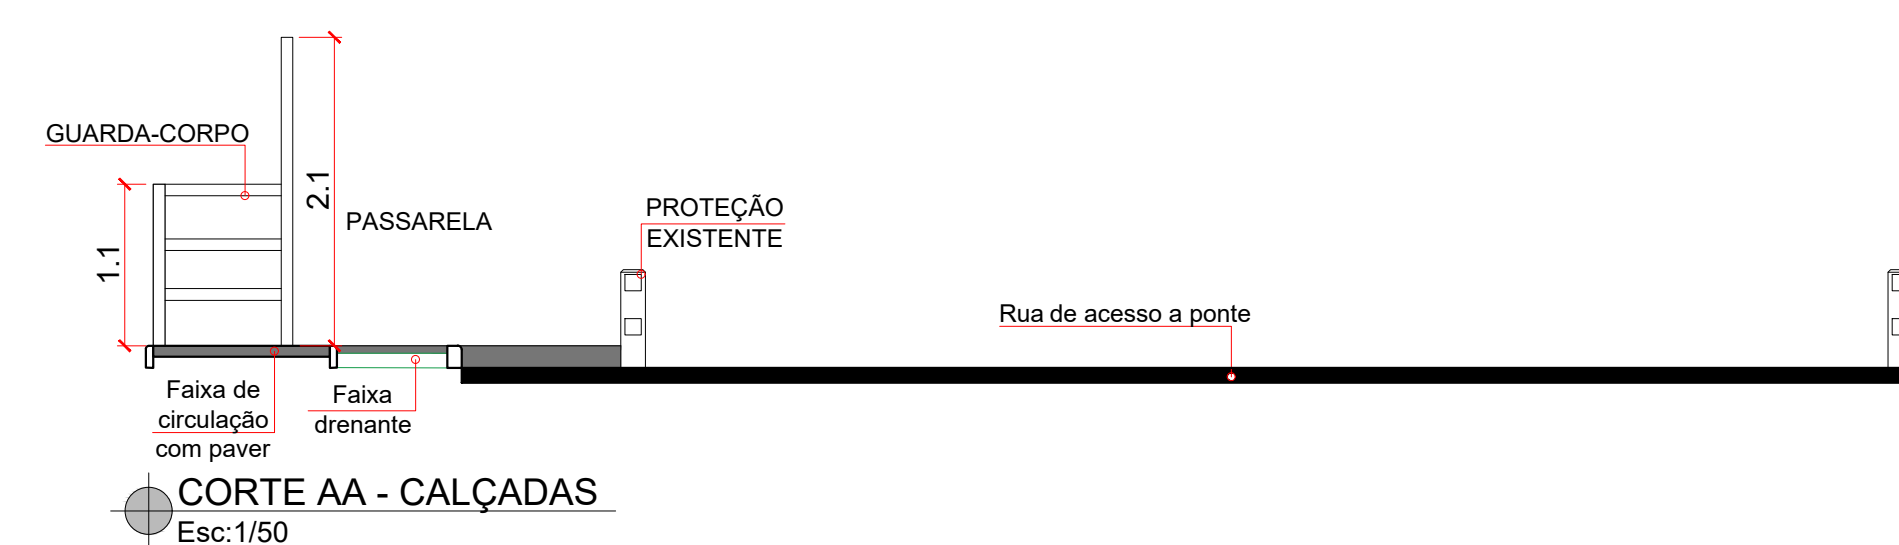 GUARDA-CORPO
2.1
1.1
PASSARELA
PROTEÇÃO
EXISTENTE
Rua de acesso a ponte
Faixa de
circulação
com paver
Faixa
drenante
CORTE AA - CALÇADAS
Esc:1/50